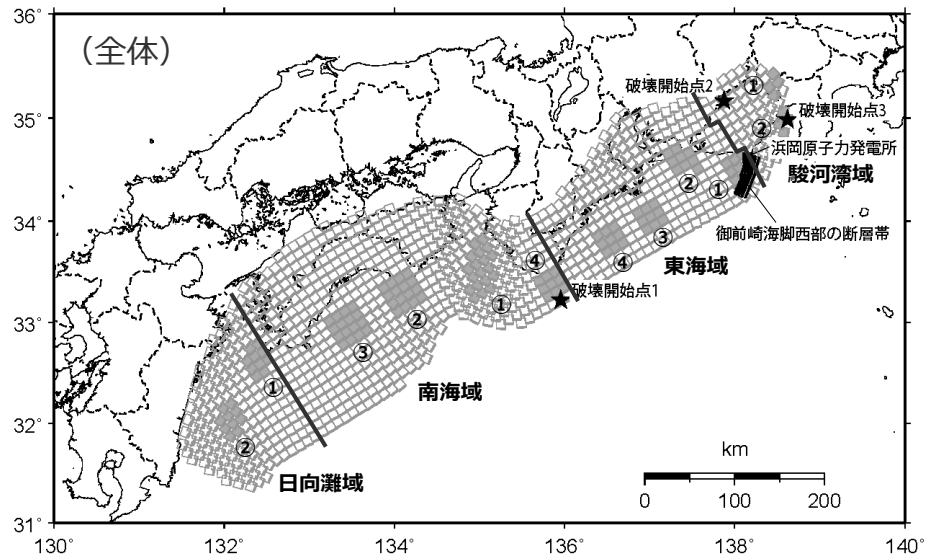 36°
（全体）
破壊開始点2
①
35°
破壊開始点3
②
浜岡原子力発電所
②
①
駿河湾域
34°
③
御前崎海脚西部の断層帯
④
④
東海域
破壊開始点1
①
33°
②
③
①
南海域
32°
②
km
日向灘域
0 100 200
31°
130° 132° 134° 136° 138° 140°